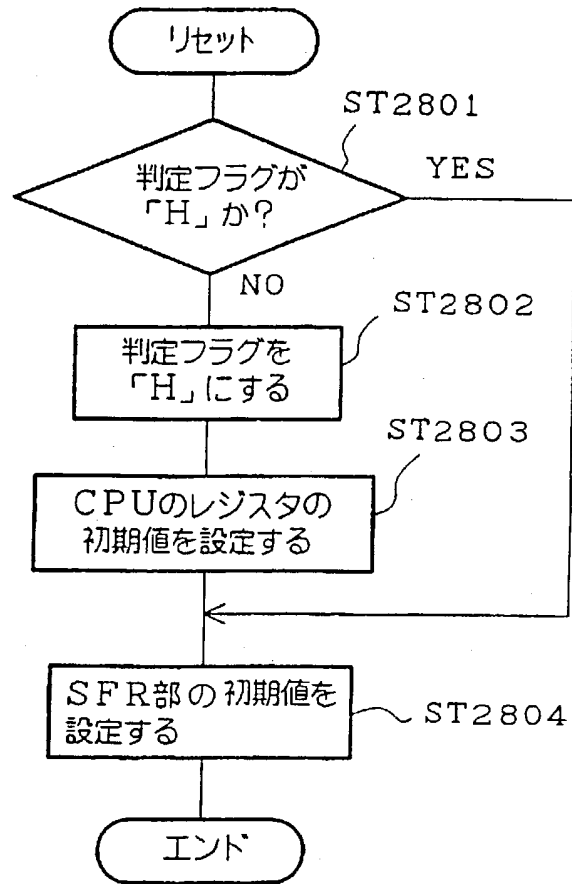 リセット
ST2801
判定フラグが
「H」か?
YES
NO
ST2802
判定フラグを
「H」にする
ST2803
CPUのレジスタの
初期値を設定する
SFR部の初期値を
設定する
ST2804
エンド